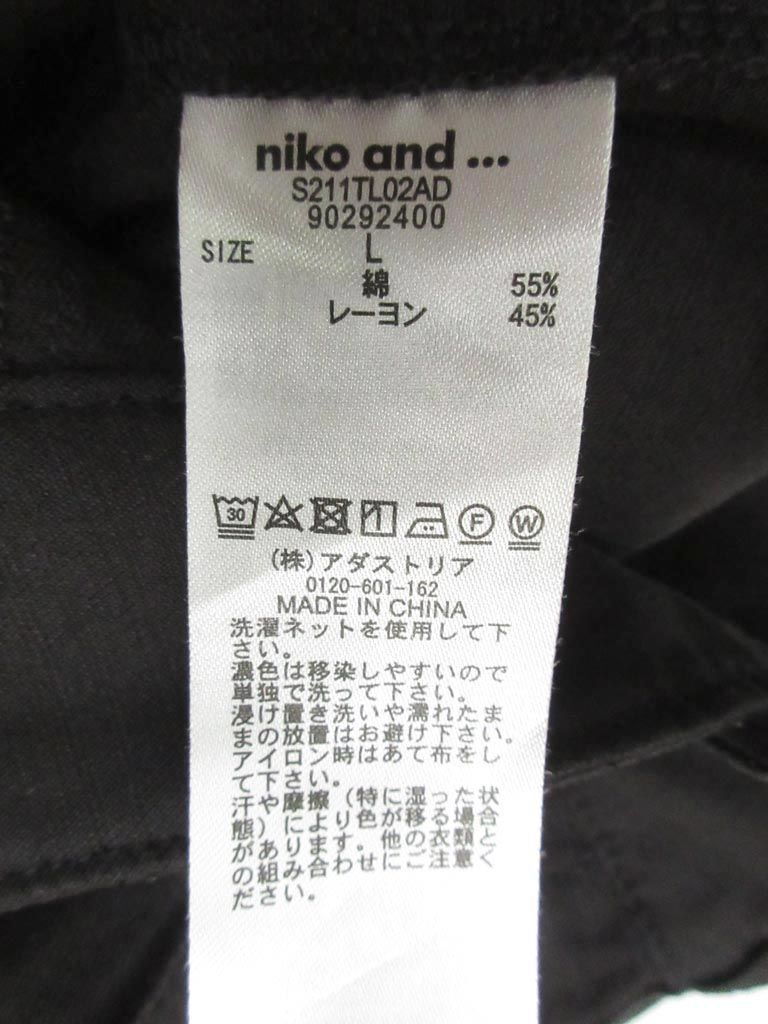 niko and ...
S211TL02AD
90292400
SIZE L
綿 55%
レーヨン 45%
30 F W
(株)アダストリア
0120-601-162
MADE IN CHINA
洗濯ネットを使用して下
さい。
濃色は移染しやすいので
単独で洗って下さい。
浸け置き洗いや濡れたま
まの放置はお避け下さい。
アイロン時はあて布をし
て下さい。
汗や摩擦(特に湿った状
態)により色が移る場合
があります。他の衣類と
の組み合わせにご注意く
ださい。